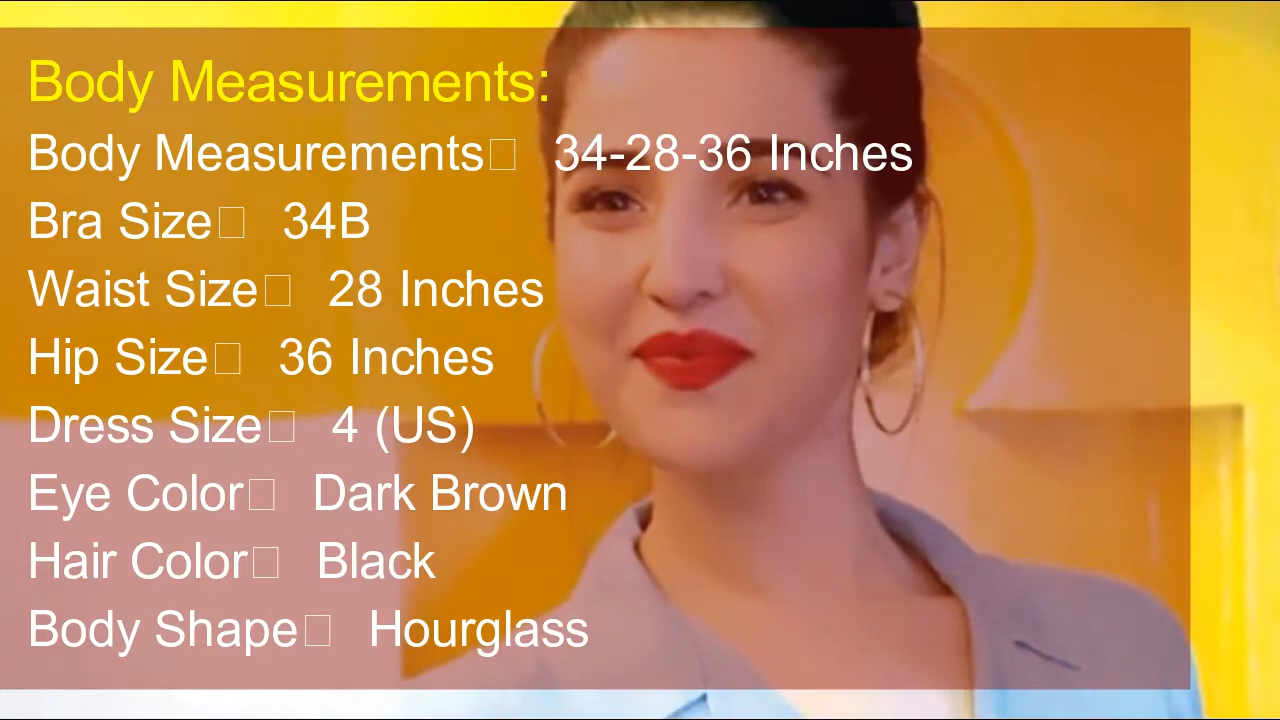 Body Measurements:
Body Measurements□ 34-28-36 Inches
Bra Size□ 34B
Waist Size□ 28 Inches
Hip Size□ 36 Inches
Dress Size□ 4 (US)
Eye Color□ Dark Brown
Hair Color□ Black
Body Shape□ Hourglass